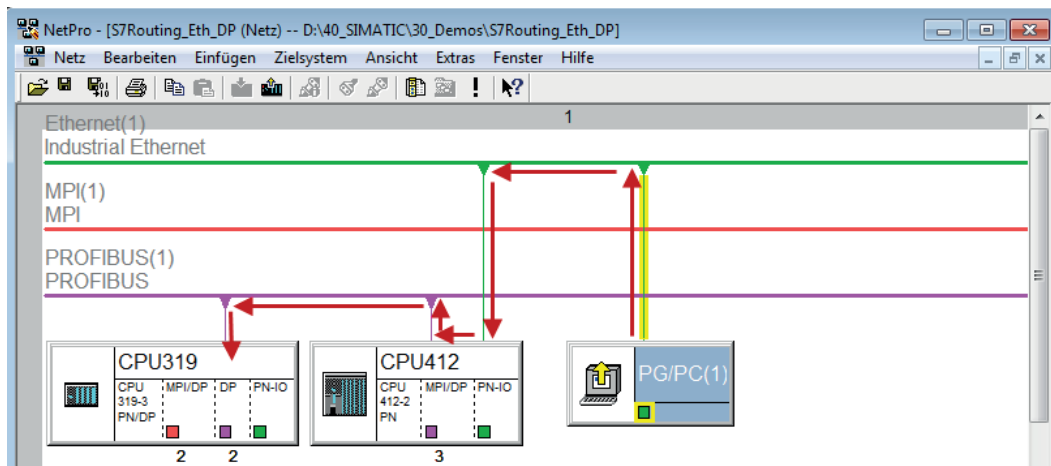 NetPro - [S7Routing_Eth_DP (Netz) -- D:\40_SIMATIC\30_Demos\S7Routing_Eth_DP]
Netz Bearbeiten Einfügen Zielsystem Ansicht Extras Fenster Hilfe
1
Ethernet(1)
Industrial Ethernet
MPI(1)
MPI
PROFIBUS(1)
PROFIBUS
CPU319
CPU 319-3 PN/DP
MPI/DP
DP
PN-IO
2
2
CPU412
CPU 412-2 PN
MPI/DP
PN-IO
3
PG/PC(1)